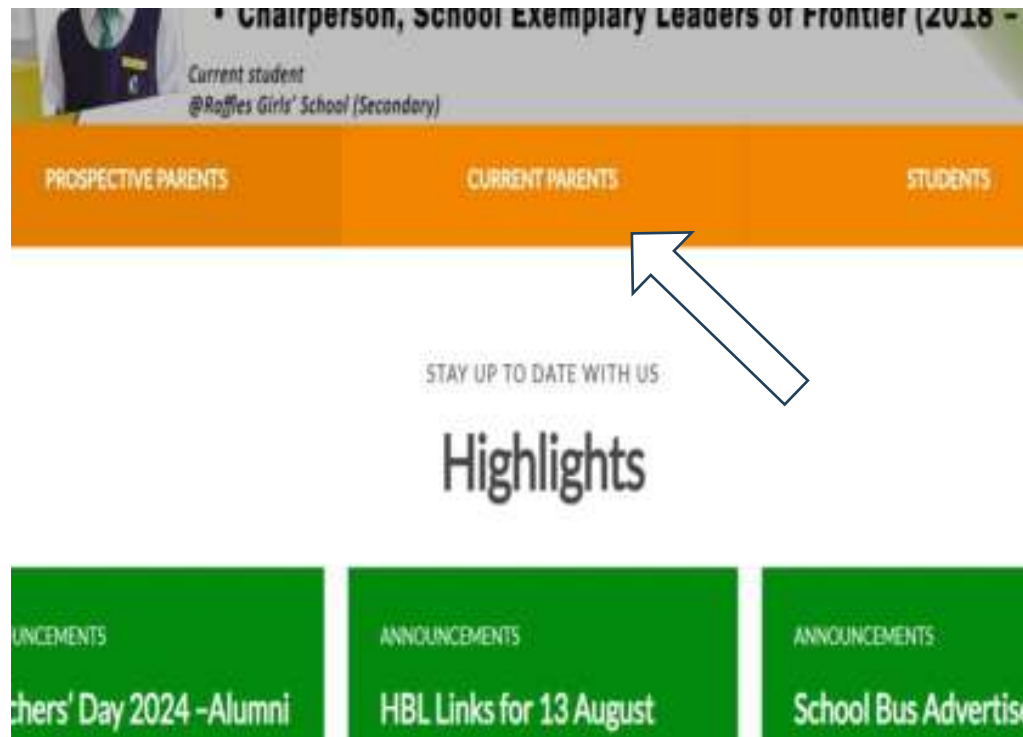 • Chairperson, School Exemplary Leaders of Frontier (2018 –
Current student
@Raffles Girls' School (Secondary)
PROSPECTIVE PARENTS
CURRENT PARENTS
STUDENTS
STAY UP TO DATE WITH US
Highlights
UNCEMENTS
chers' Day 2024 –Alumni
ANNOUNCEMENTS
HBL Links for 13 August
ANNOUNCEMENTS
School Bus Advertise